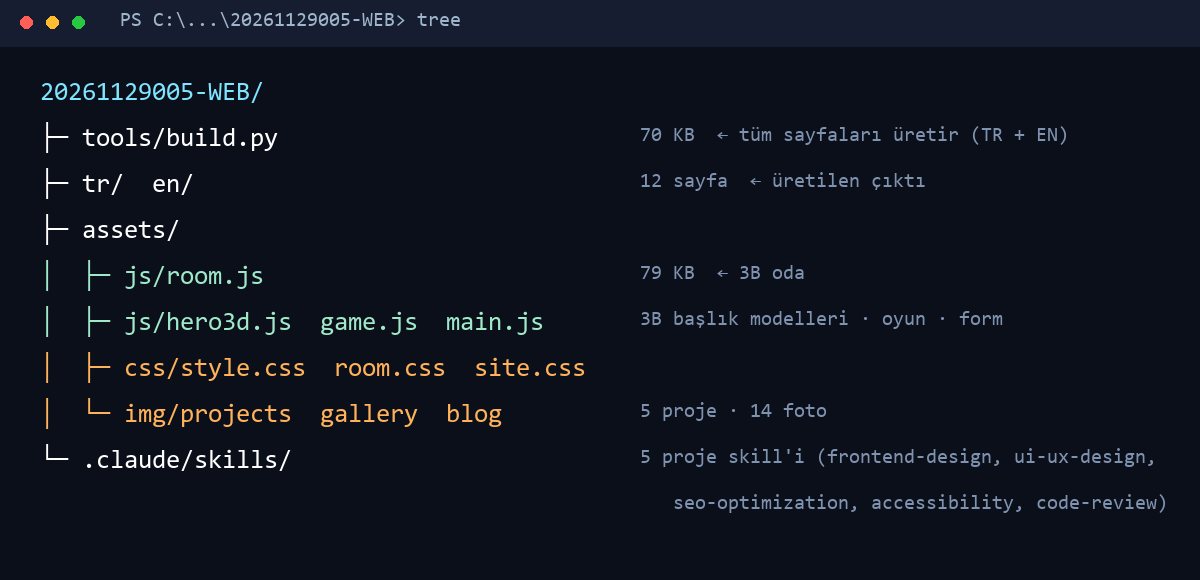 PS C:\...\20261129005-WEB> tree
20261129005-WEB/
├─ tools/build.py 70 KB ← tüm sayfaları üretir (TR + EN)
├─ tr/ en/ 12 sayfa ← üretilen çıktı
├─ assets/
│ ├─ js/room.js 79 KB ← 3B oda
│ ├─ js/hero3d.js game.js main.js 3B başlık modelleri · oyun · form
│ ├─ css/style.css room.css site.css
│ └─ img/projects gallery blog 5 proje · 14 foto
└─ .claude/skills/ 5 proje skill'i (frontend-design, ui-ux-design,
seo-optimization, accessibility, code-review)